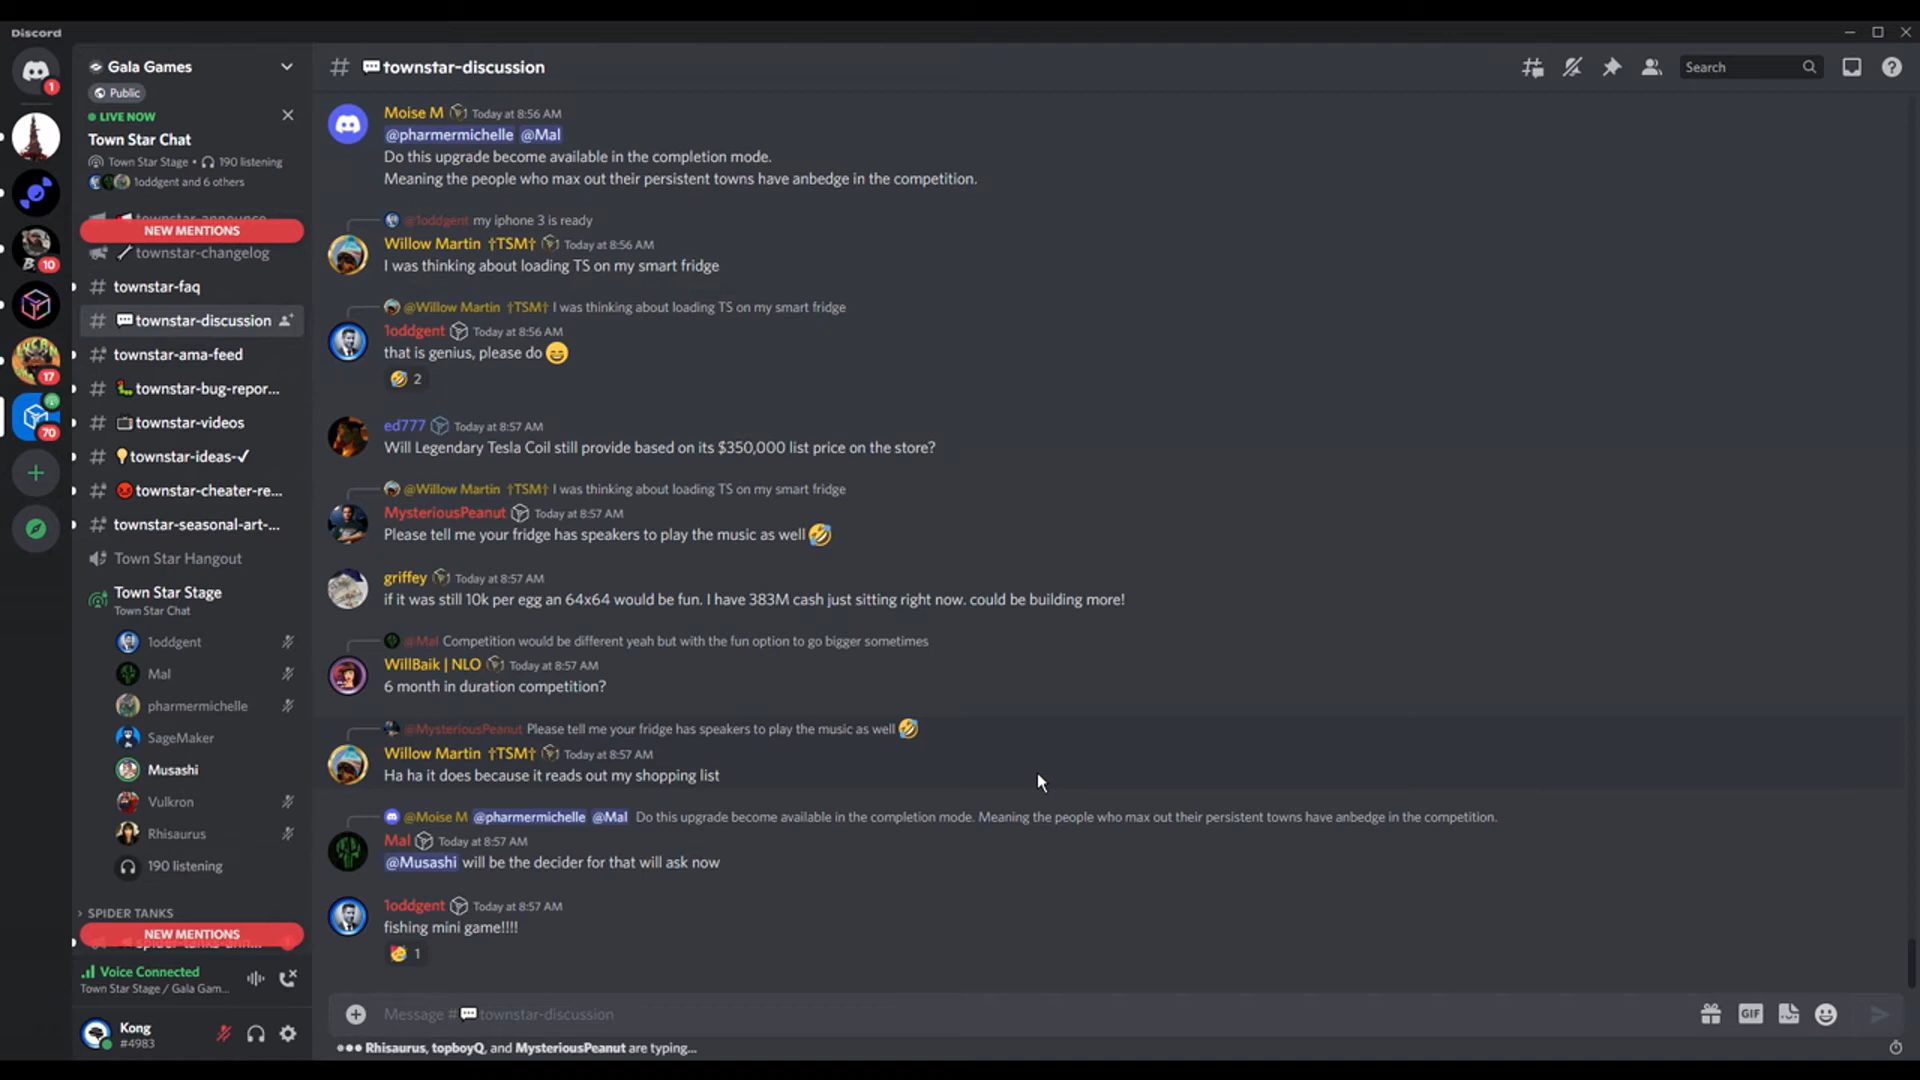 Discord
1
10
17
70
Gala Games
Public
LIVE NOW
Town Star Chat
Town Star Stage • 190 listening
1oddgent and 6 others
NEW MENTIONS
townstar-changelog
townstar-faq
townstar-discussion
townstar-ama-feed
townstar-bug-repor...
townstar-videos
townstar-ideas-✓
townstar-cheater-re...
townstar-seasonal-art-...
Town Star Hangout
Town Star Stage
Town Star Chat
1oddgent
Mal
pharmermichelle
SageMaker
Musashi
Vulkron
Rhisaurus
190 listening
SPIDER TANKS
NEW MENTIONS
Voice Connected
Town Star Stage / Gala Gam...
Kong
#4983
# townstar-discussion
Search
Moise M Today at 8:56 AM
@pharmermichelle @Mal
Do this upgrade become available in the completion mode.
Meaning the people who max out their persistent towns have anbedge in the competition.
@1oddgent my iphone 3 is ready
Willow Martin †TSM† Today at 8:56 AM
I was thinking about loading TS on my smart fridge
@Willow Martin †TSM† I was thinking about loading TS on my smart fridge
1oddgent Today at 8:56 AM
that is genius, please do 😄
🤣 2
ed777 Today at 8:57 AM
Will Legendary Tesla Coil still provide based on its $350,000 list price on the store?
@Willow Martin †TSM† I was thinking about loading TS on my smart fridge
MysteriousPeanut Today at 8:57 AM
Please tell me your fridge has speakers to play the music as well 🤣
griffey Today at 8:57 AM
if it was still 10k per egg an 64x64 would be fun. I have 383M cash just sitting right now. could be building more!
@Mal Competition would be different yeah but with the fun option to go bigger sometimes
WillBaik | NLO Today at 8:57 AM
6 month in duration competition?
@MysteriousPeanut Please tell me your fridge has speakers to play the music as well 🤣
Willow Martin †TSM† Today at 8:57 AM
Ha ha it does because it reads out my shopping list
@Moise M @pharmermichelle @Mal Do this upgrade become available in the completion mode. Meaning the people who max out their persistent towns have anbedge in the competition.
Mal Today at 8:57 AM
@Musashi will be the decider for that will ask now
1oddgent Today at 8:57 AM
fishing mini game!!!!
🥳 1
Message # townstar-discussion
GIF
Rhisaurus, topboyQ, and MysteriousPeanut are typing...